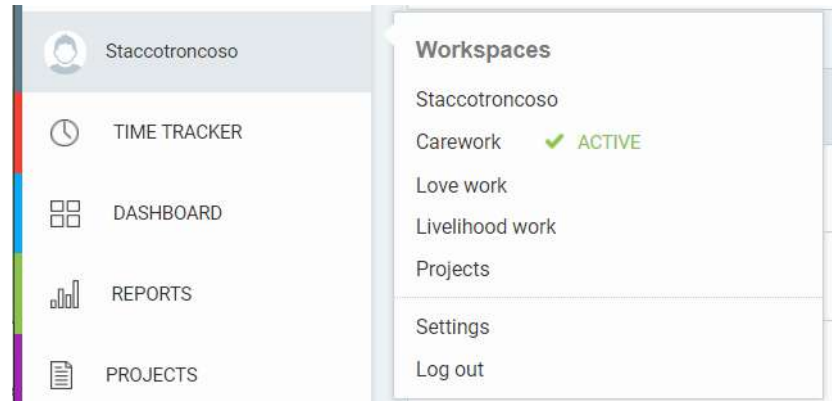 Staccotroncoso
TIME TRACKER
DASHBOARD
REPORTS
PROJECTS
Workspaces
Staccotroncoso
Carework ACTIVE
Love work
Livelihood work
Projects
Settings
Log out